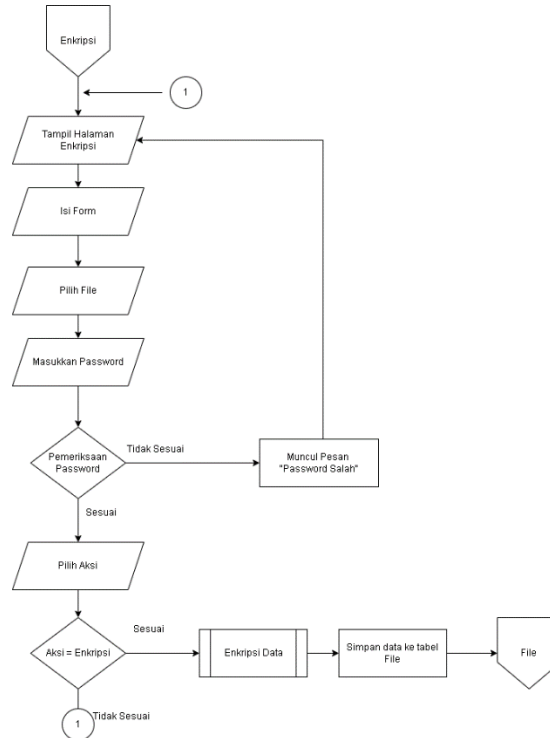 Enkripsi
1
Tampil Halaman
Enkripsi
Isi Form
Pilih File
Masukkan Password
Pemeriksaan
Password
Tidak Sesuai
Muncul Pesan
"Password Salah"
Sesuai
Pilih Aksi
Aksi = Enkripsi
Sesuai
Enkripsi Data
Simpan data ke tabel
File
File
Tidak Sesuai
1